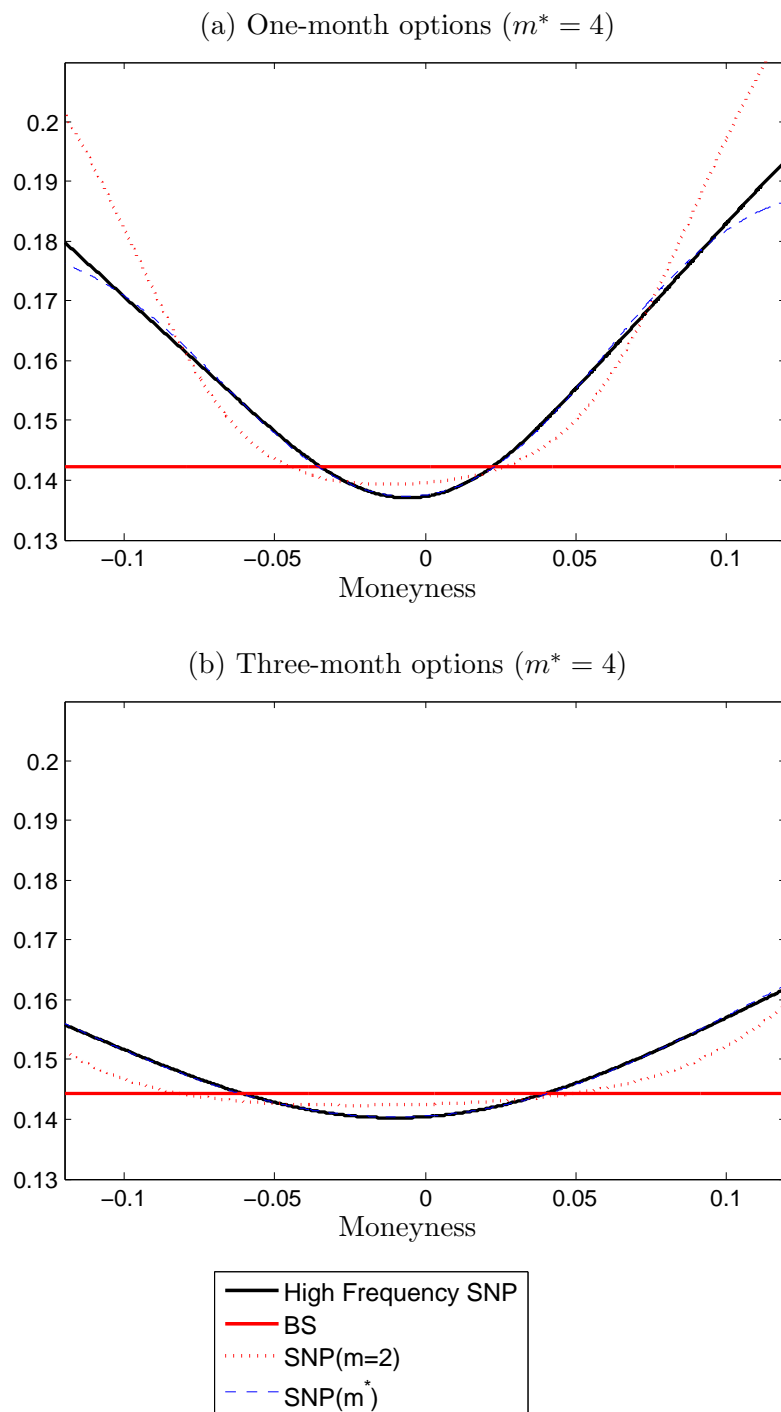 (a) One-month options (m* = 4)
0.2
0.19
0.18
0.17
0.16
0.15
0.14
0.13
−0.1 −0.05 0 0.05 0.1
Moneyness
(b) Three-month options (m* = 4)
0.2
0.19
0.18
0.17
0.16
0.15
0.14
0.13
−0.1 −0.05 0 0.05 0.1
Moneyness
High Frequency SNP
BS
SNP(m=2)
SNP(m*)